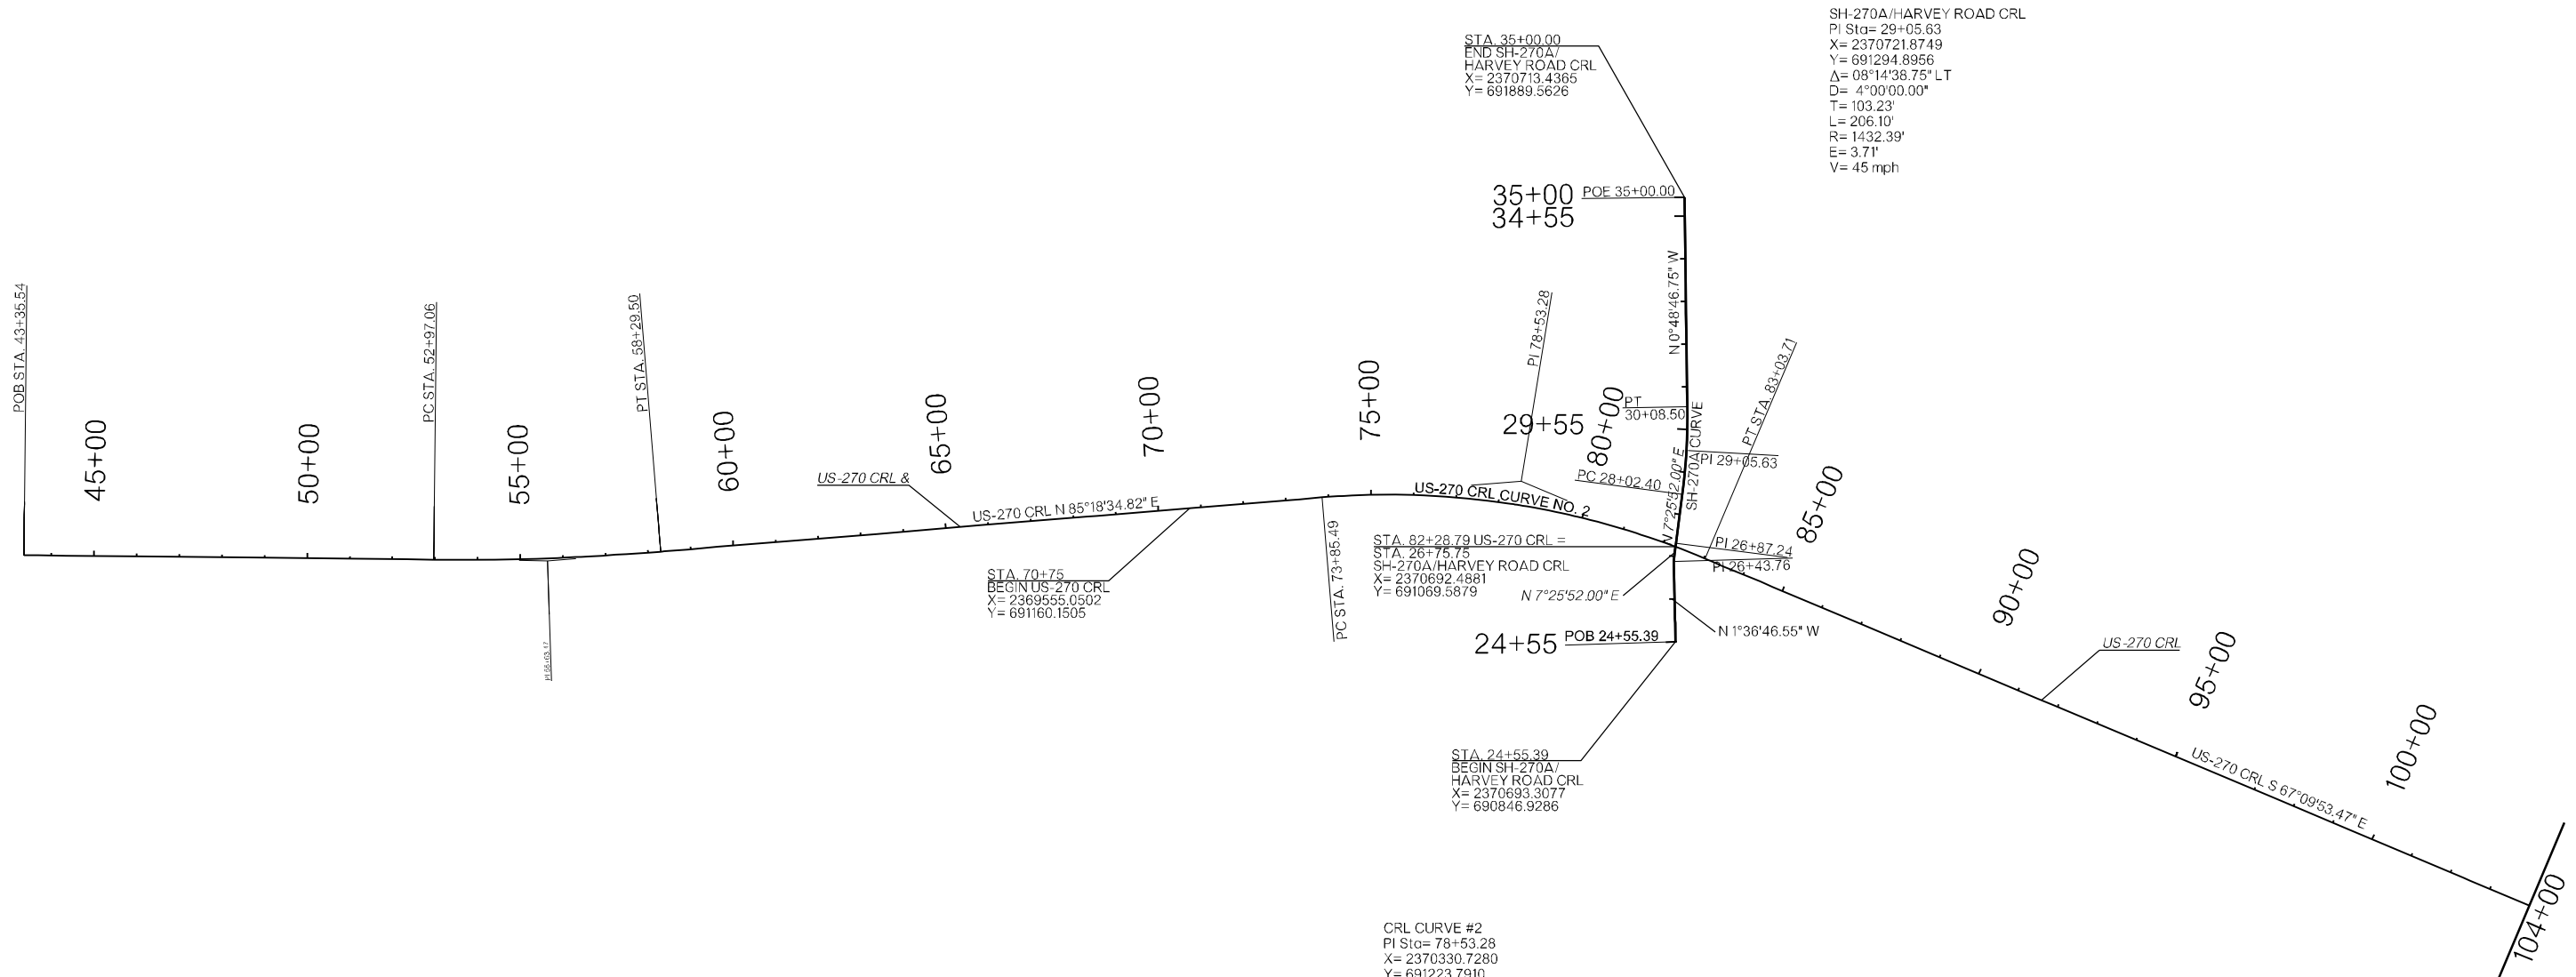 SH-270A/HARVEY ROAD CRL
PI Sta= 29+05.63
X= 2370721.8749
Y= 691294.8956
Δ= 08°14'38.75" LT
D= 4°00'00.00"
T= 103.23'
L= 206.10'
R= 1432.39'
E= 3.71'
V= 45 mph
STA. 35+00.00
END SH-270A/
HARVEY ROAD CRL
X= 2370713.4365
Y= 691889.5626
35+00
POE 35+00.00
34+55
N 0°48'46.75" W
POB STA. 43+35.54
45+00
50+00
PC STA. 52+97.06
55+00
PT STA. 58+29.50
60+00
US-270 CRL &
65+00
US-270 CRL N 85°18'34.82" E
70+00
75+00
PI 78+53.28
29+55
80+00
PT
30+08.50
SH-270A CURVE
PI 29+05.63
PT STA. 83+03.71
PC 28+02.40
N 7°25'52.00" E
US-270 CRL CURVE NO. 2
85+00
PI 26+87.24
PI 26+43.76
STA. 82+28.79 US-270 CRL =
STA. 26+75.75
SH-270A/HARVEY ROAD CRL
X= 2370692.4881
Y= 691069.5879
N 7°25'52.00" E
STA. 70+75
BEGIN US-270 CRL
X= 2369555.0502
Y= 691160.1505
PC STA. 73+85.49
N 1°36'46.55" W
24+55
POB 24+55.39
90+00
US-270 CRL
95+00
STA. 24+55.39
BEGIN SH-270A/
HARVEY ROAD CRL
X= 2370693.3077
Y= 690846.9286
100+00
US-270 CRL S 67°09'53.47" E
104+00
CRL CURVE #2
PI Sta= 78+53.28
X= 2370330.7280
Y= 691223.7910